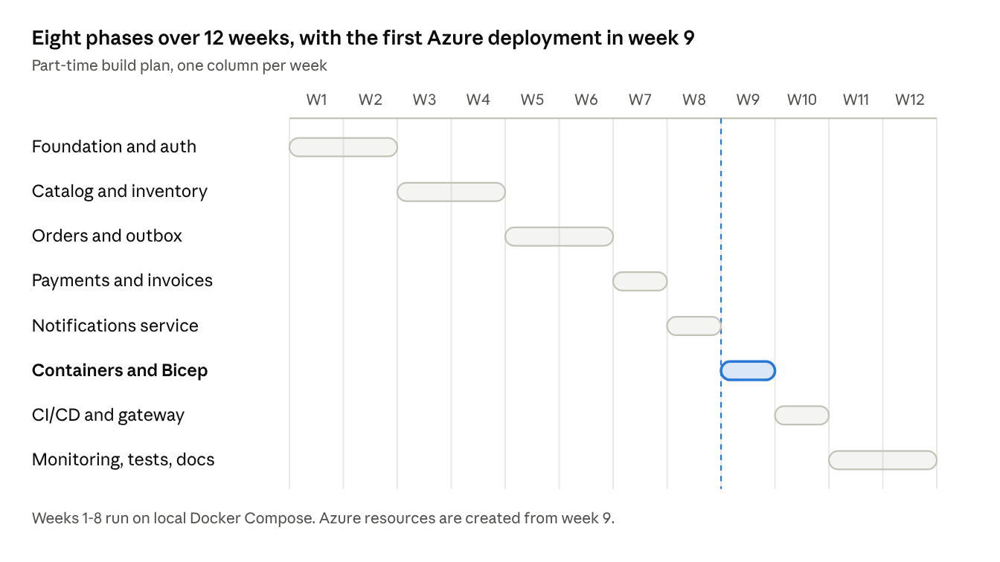 Eight phases over 12 weeks, with the first Azure deployment in week 9
Part-time build plan, one column per week
W1 W2 W3 W4 W5 W6 W7 W8 W9 W10 W11 W12
Foundation and auth
Catalog and inventory
Orders and outbox
Payments and invoices
Notifications service
Containers and Bicep
CI/CD and gateway
Monitoring, tests, docs
Weeks 1-8 run on local Docker Compose. Azure resources are created from week 9.